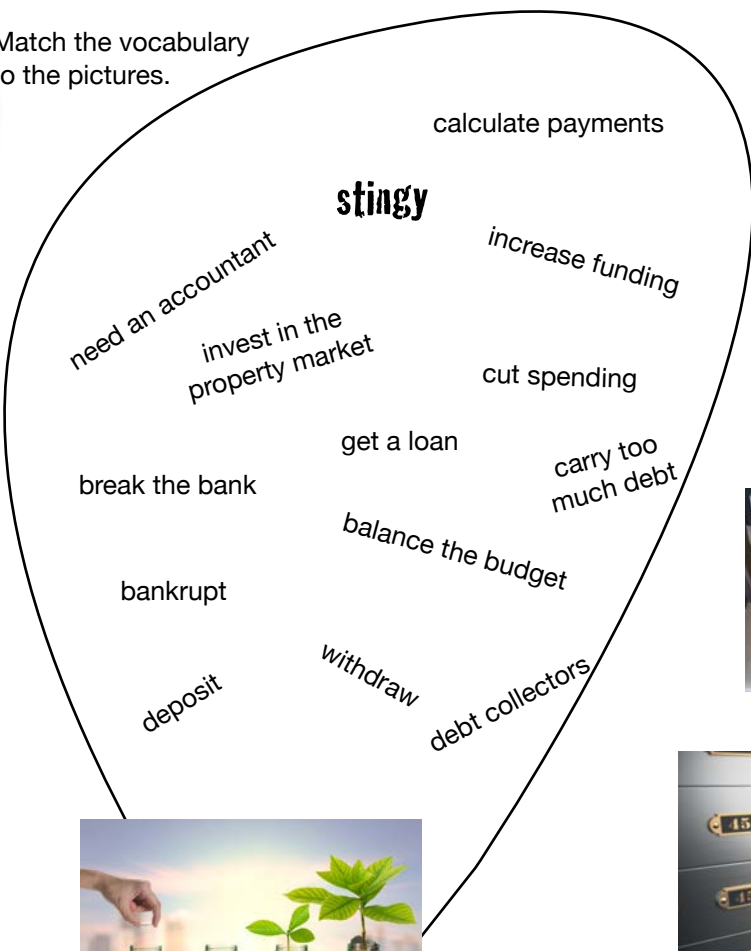 Match the vocabulary
to the pictures.
calculate payments
stingy
increase funding
need an accountant
invest in the
property market
cut spending
get a loan
carry too
much debt
break the bank
balance the budget
bankrupt
withdraw
deposit
debt collectors